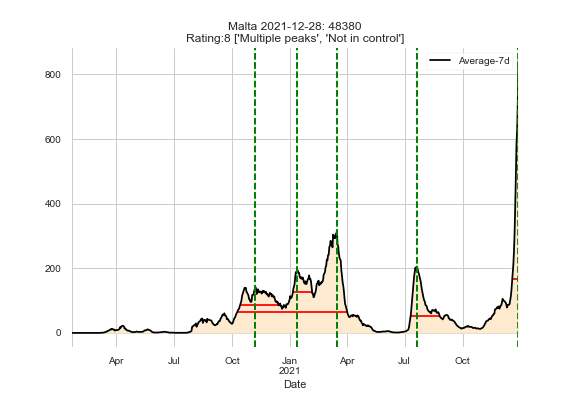 Malta 2021-12-28: 48380
Rating:8 ['Multiple peaks', 'Not in control']
Average-7d
800
600
400
200
0
Apr
Jul
Oct
Jan
2021
Apr
Jul
Oct
Date